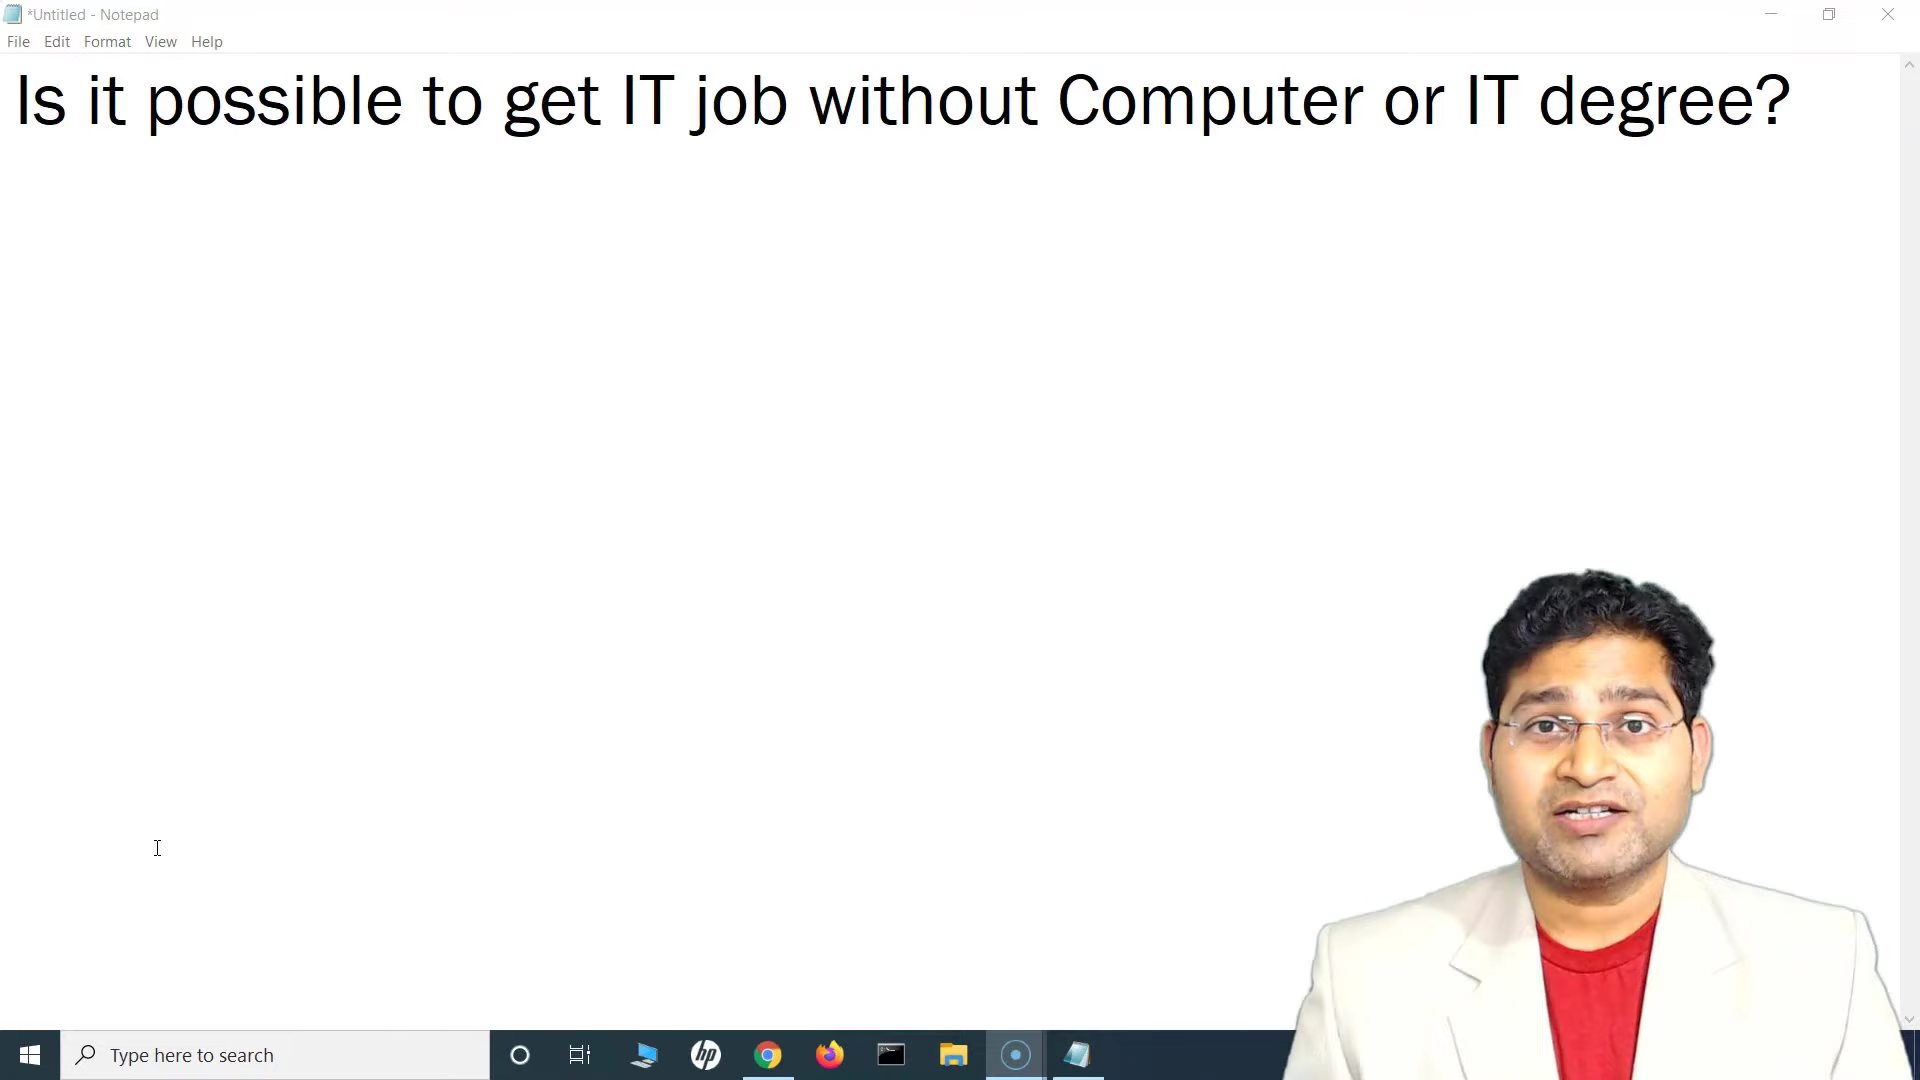 *Untitled - Notepad
File Edit Format View Help
Is it possible to get IT job without Computer or IT degree?
Type here to search
hp